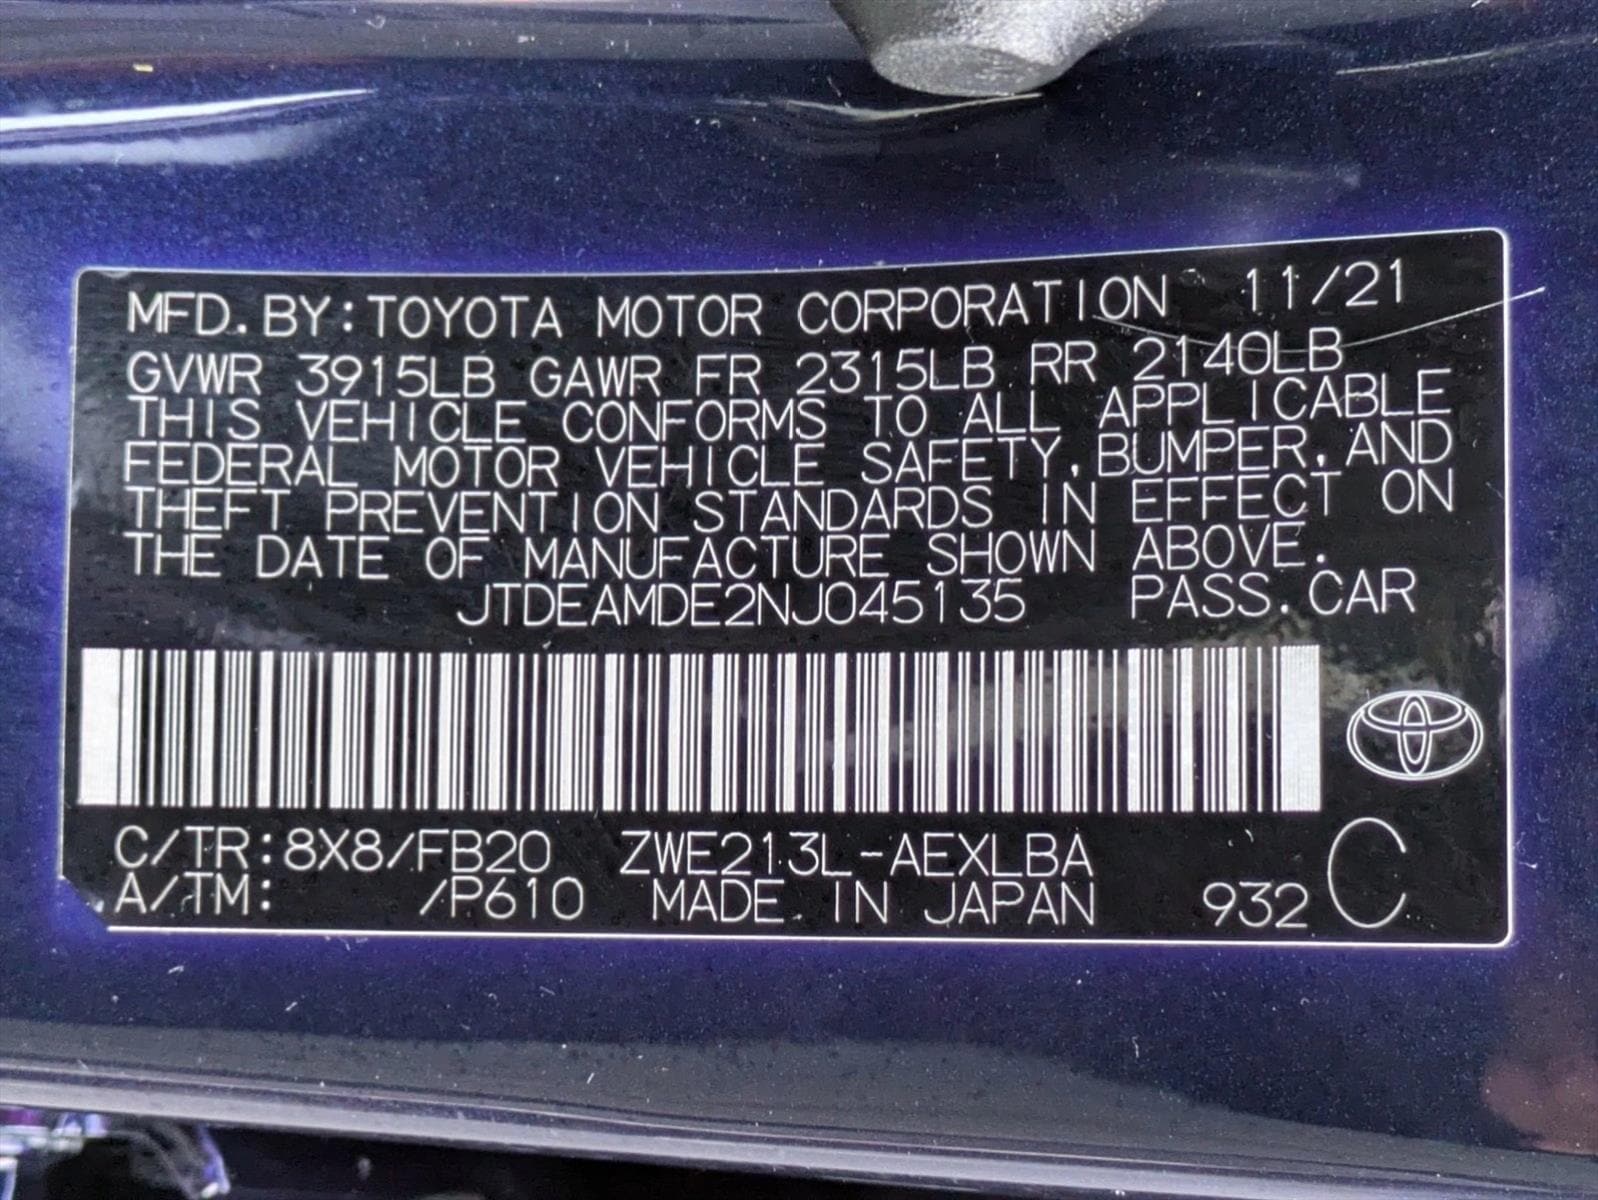 MFD.BY:TOYOTA MOTOR CORPORATION 11/21
GVWR 3915LB GAWR FR 2315LB RR 2140LB
THIS VEHICLE CONFORMS TO ALL APPLICABLE
FEDERAL MOTOR VEHICLE SAFETY,BUMPER,AND
THEFT PREVENTION STANDARDS IN EFFECT ON
THE DATE OF MANUFACTURE SHOWN ABOVE.
JTDEAMDE2NJ045135 PASS.CAR
C/TR:8X8/FB20 ZWE213L-AEXLBA
A/TM: /P610 MADE IN JAPAN 932 C